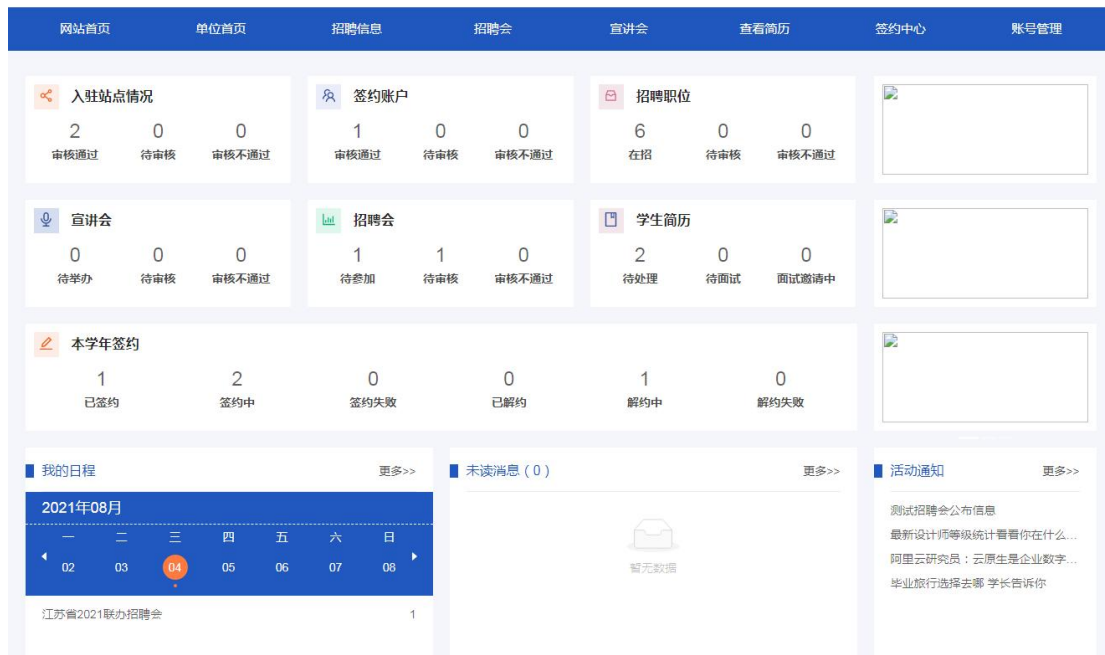 网站首页 单位首页 招聘信息 招聘会 宣讲会 查看简历 签约中心 账号管理
入驻站点情况 签约账户 招聘职位
2 0 0 1 0 0 6 0 0
审核通过 待审核 审核不通过 审核通过 待审核 审核不通过 在招 待审核 审核不通过
宣讲会 招聘会 学生简历
0 0 0 1 1 0 2 0 0
待举办 待审核 审核不通过 待参加 待审核 审核不通过 待处理 待面试 面试邀请中
本学年签约
1 2 0 0 1 0
已签约 签约中 签约失败 已解约 解约中 解约失败
我的日程 更多>> 未读消息(0) 更多>> 活动通知 更多>>
2021年08月
一 二 三 四 五 六 日
02 03 04 05 06 07 08
江苏省2021联办招聘会 1
暂无数据
测试招聘会公布信息
最新设计师等级统计看看你在什么...
阿里云研究员：云原生是企业数字...
毕业旅行选择去哪 学长告诉你